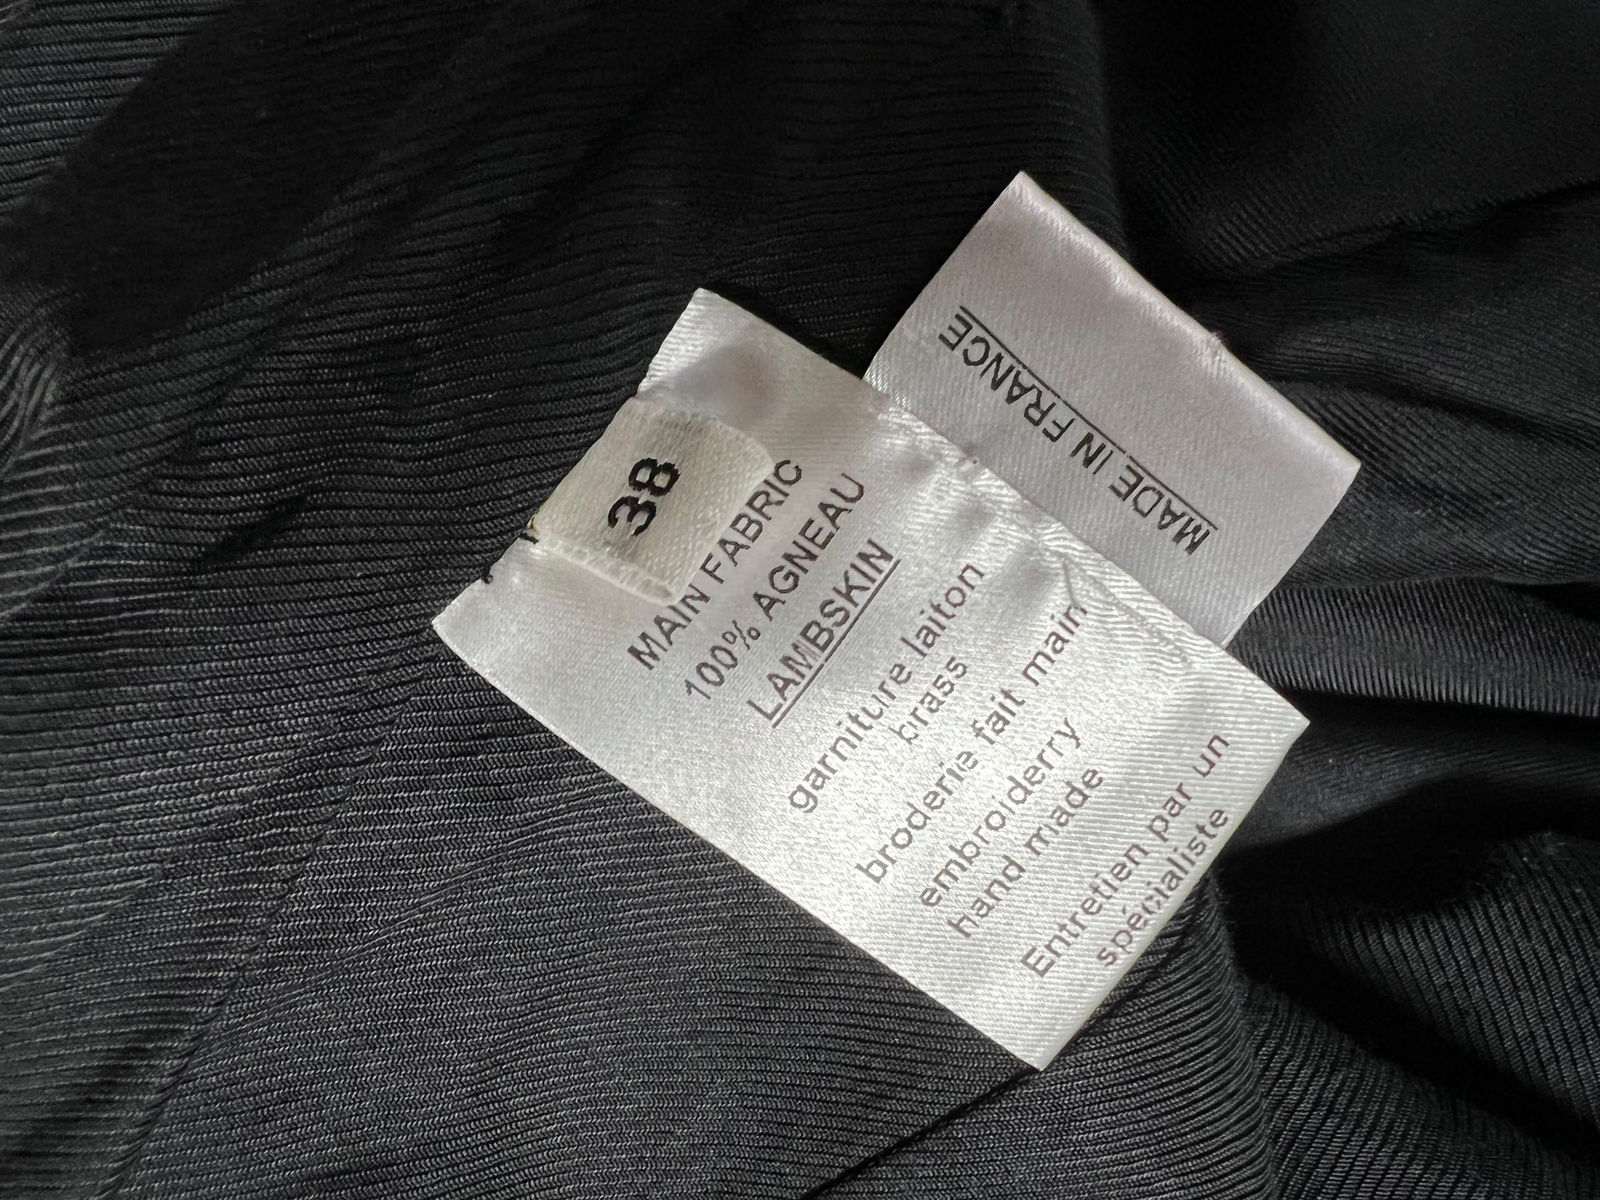 38
MAIN FABRIC
100% AGNEAU
LAMBSKIN
garniture laiton
brass
broderie fait main
embroiderry
hand made
Entretien par un
spécialiste
MADE IN FRANCE